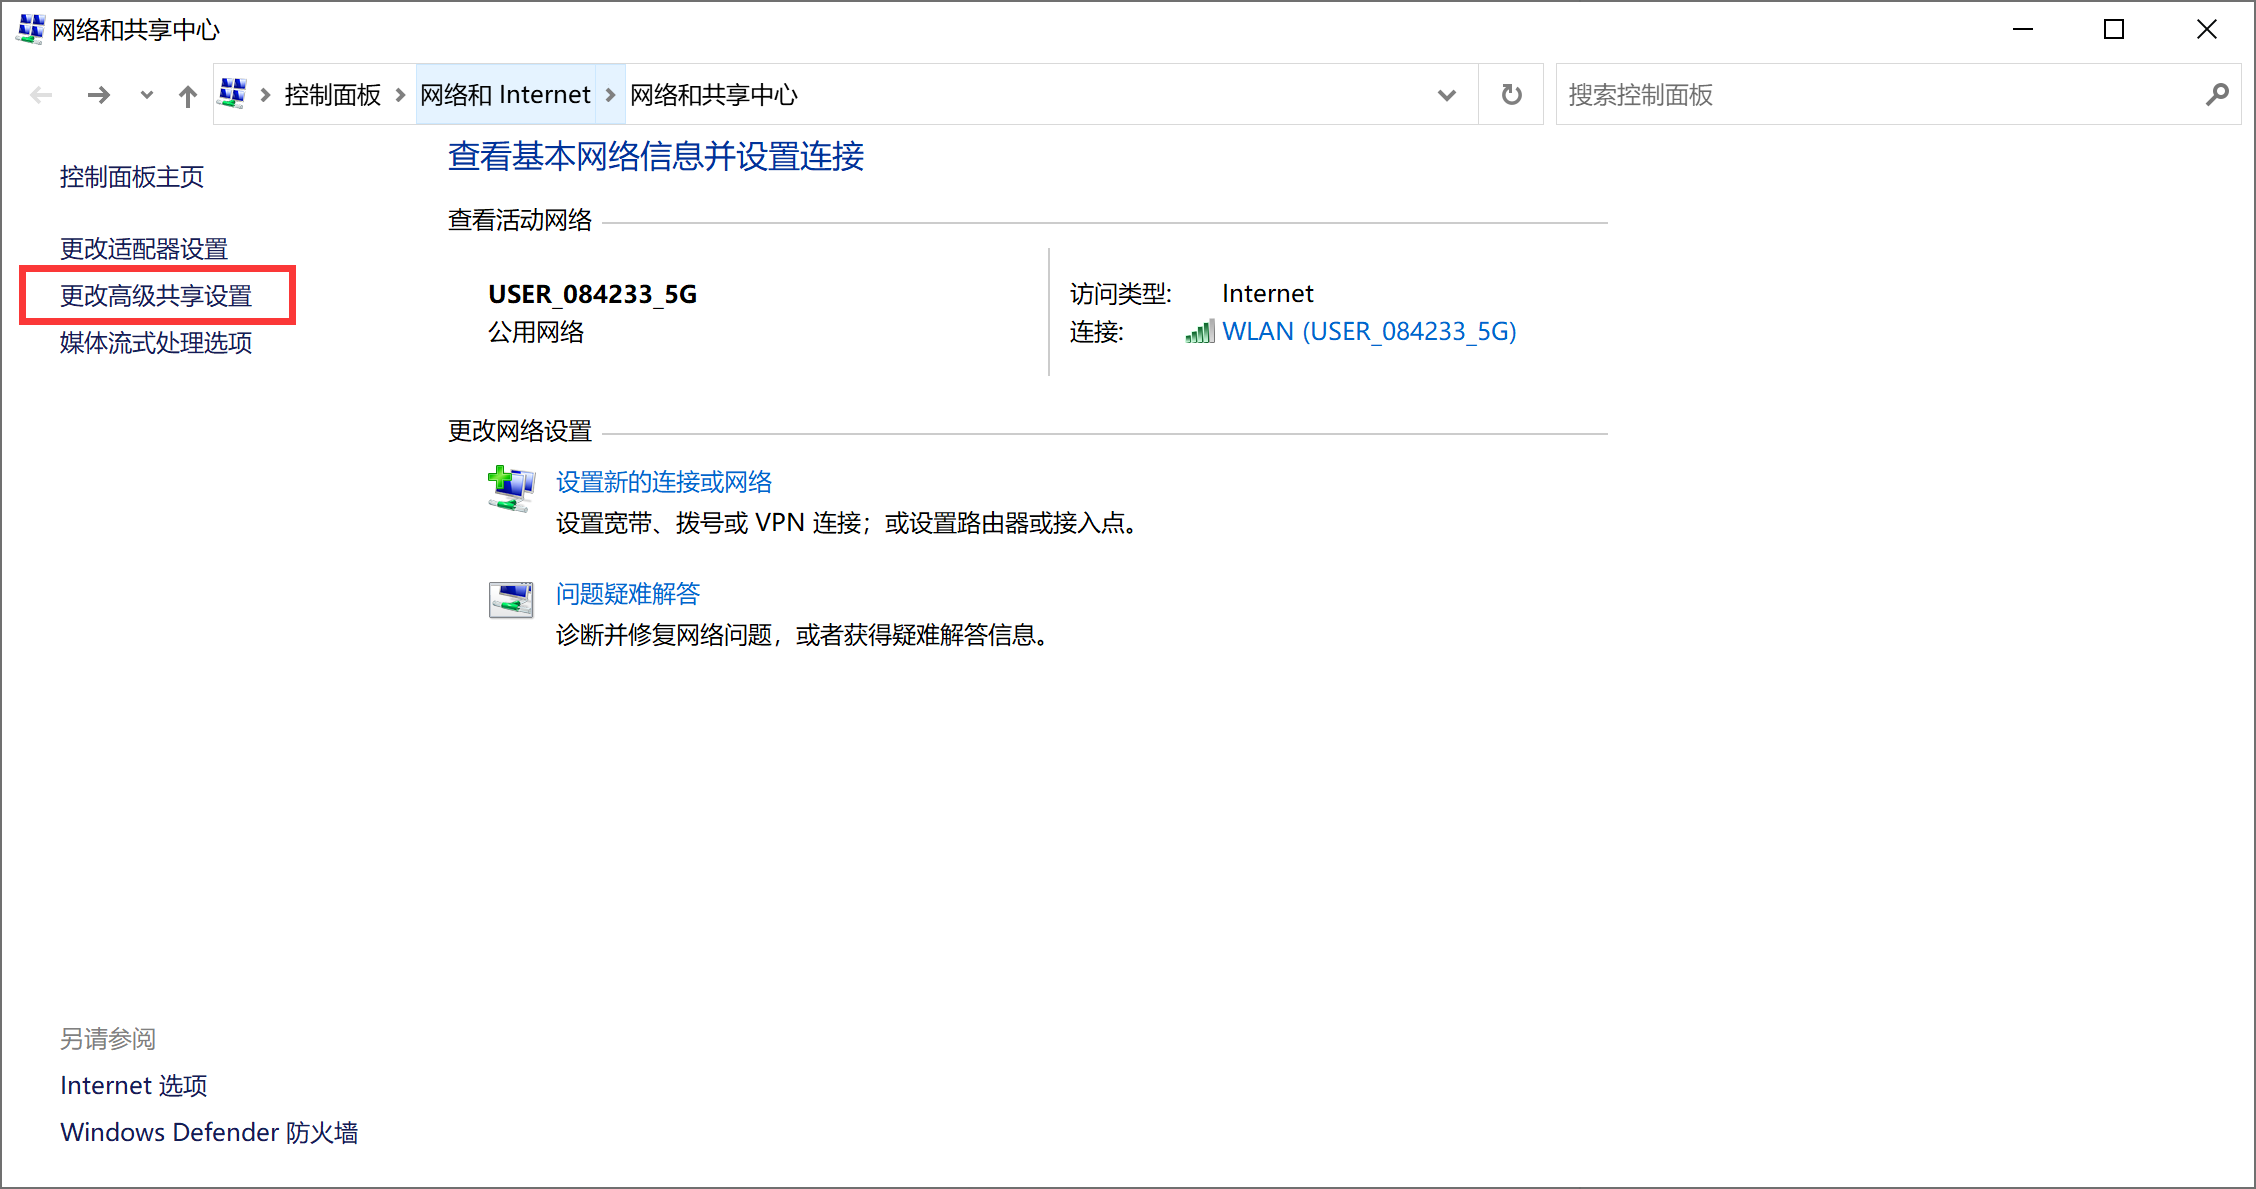 网络和共享中心
控制面板
网络和 Internet
网络和共享中心
搜索控制面板
控制面板主页
更改适配器设置
更改高级共享设置
媒体流式处理选项
查看基本网络信息并设置连接
查看活动网络
USER_084233_5G
公用网络
访问类型: Internet
连接: WLAN (USER_084233_5G)
更改网络设置
设置新的连接或网络
设置宽带、拨号或 VPN 连接；或设置路由器或接入点。
问题疑难解答
诊断并修复网络问题，或者获得疑难解答信息。
另请参阅
Internet 选项
Windows Defender 防火墙